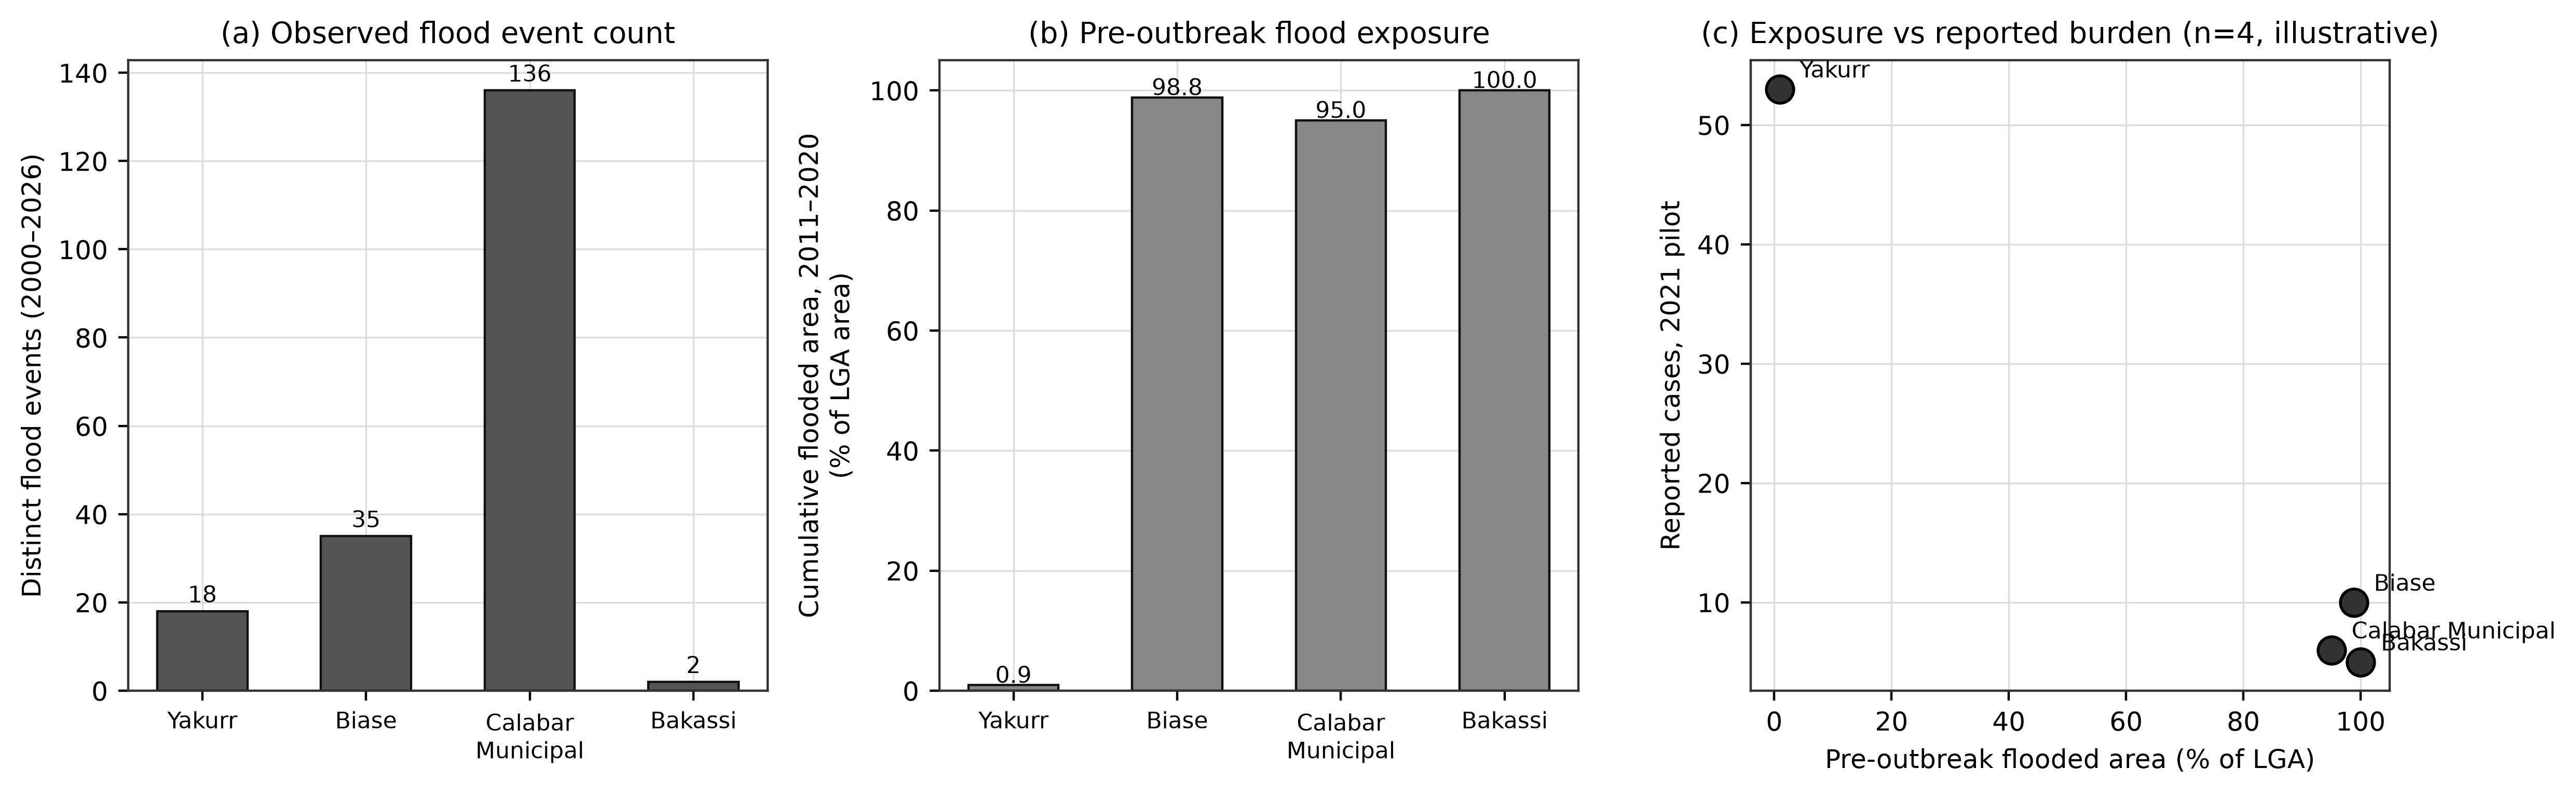 (a) Observed flood event count
Distinct flood events (2000–2026)
140
120
100
80
60
40
20
0
18
35
136
2
Yakurr
Biase
Calabar
Municipal
Bakassi
(b) Pre-outbreak flood exposure
Cumulative flooded area, 2011–2020
(% of LGA area)
100
80
60
40
20
0
0.9
98.8
95.0
100.0
Yakurr
Biase
Calabar
Municipal
Bakassi
(c) Exposure vs reported burden (n=4, illustrative)
Reported cases, 2021 pilot
50
40
30
20
10
Yakurr
Biase
Calabar Municipal
Bakassi
0
20
40
60
80
100
Pre-outbreak flooded area (% of LGA)